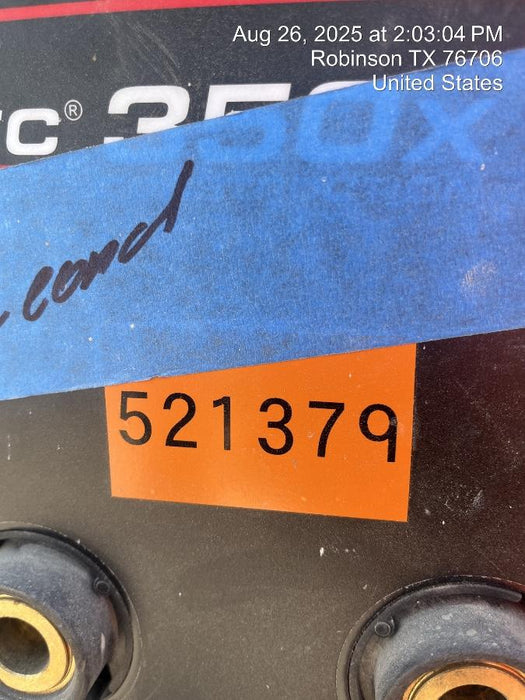 Aug 26, 2025 at 2:03:04 PM
Robinson TX 76706
United States
350X
cond
521379